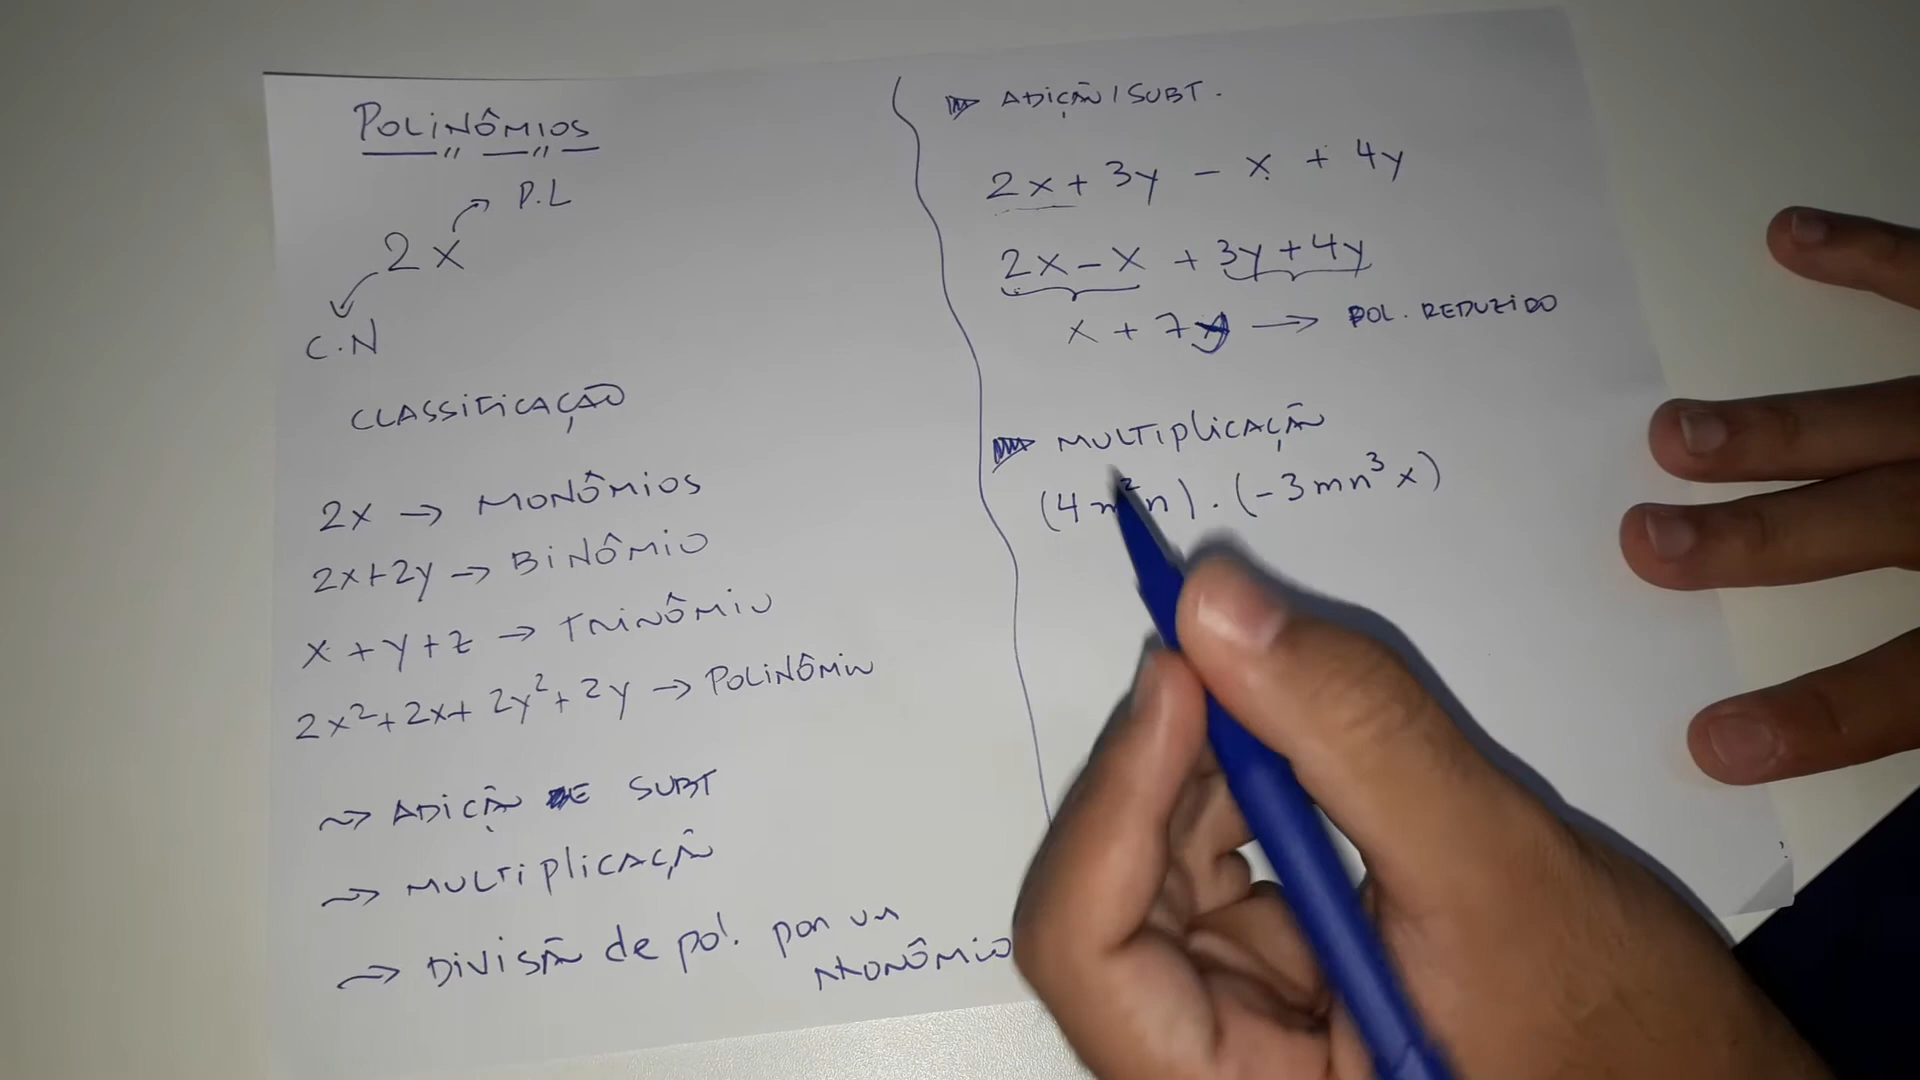 POLINÔMIOS
P.L
2x
C.N
CLASSIFICAÇÃO
2x → MONÔMIOS
2x+2y → BINÔMIO
x + y + z → TRINÔMIO
2x²+2x+ 2y²+2y → POLINÔMIO
~> ADIÇÃO E SUBT
~> MULTIPLICAÇÃO
~> DIVISÃO de pol. por um
MONÔMIO
ADIÇÃO / SUBT.
2x + 3y - x + 4y
2x - x + 3y + 4y
x + 7y → POL. REDUZIDO
MULTIPLICAÇÃO
(4m²n) . (-3mn³x)